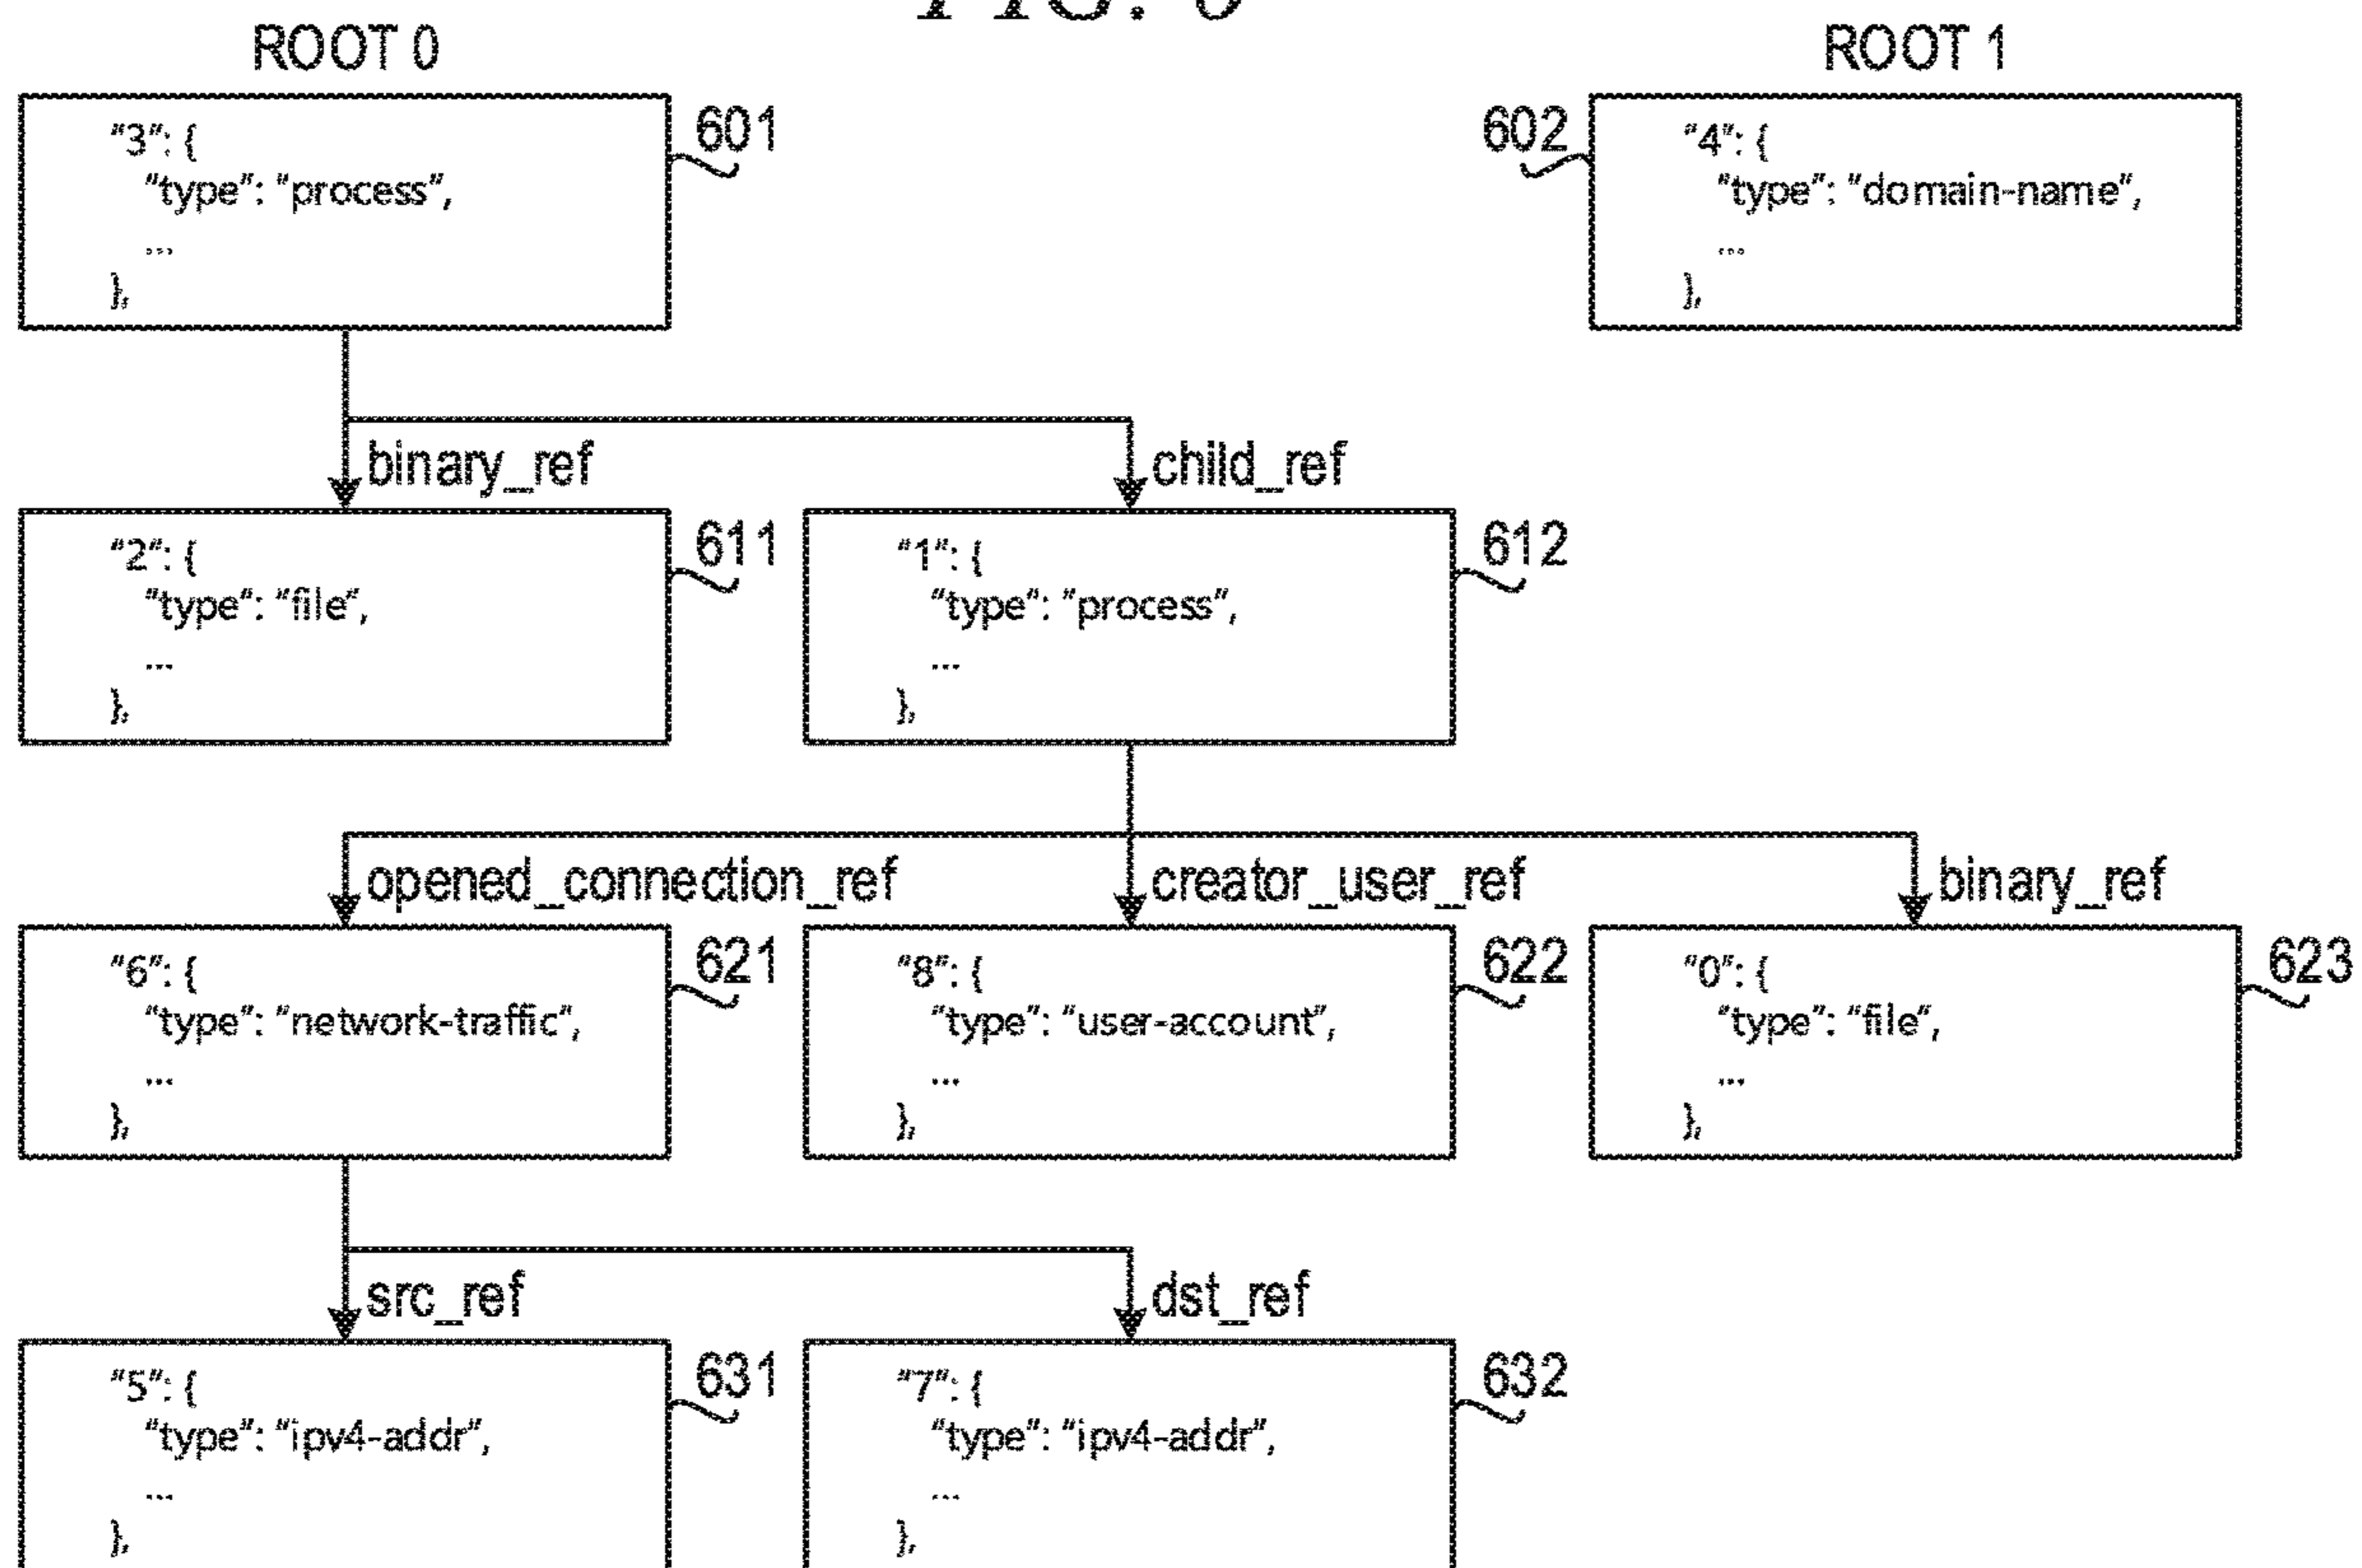 FIG. 6
ROOT 0
ROOT 1
"3": {
"type": "process",
...
},
601
602
"4": {
"type": "domain-name",
...
},
binary_ref
child_ref
"2": {
"type": "file",
...
},
611
"1": {
"type": "process",
...
},
612
opened_connection_ref
creator_user_ref
binary_ref
"6": {
"type": "network-traffic",
...
},
621
"8": {
"type": "user-account",
...
},
622
"0": {
"type": "file",
...
},
623
src_ref
dst_ref
"5": {
"type": "ipv4-addr",
...
},
631
"7": {
"type": "ipv4-addr",
...
},
632